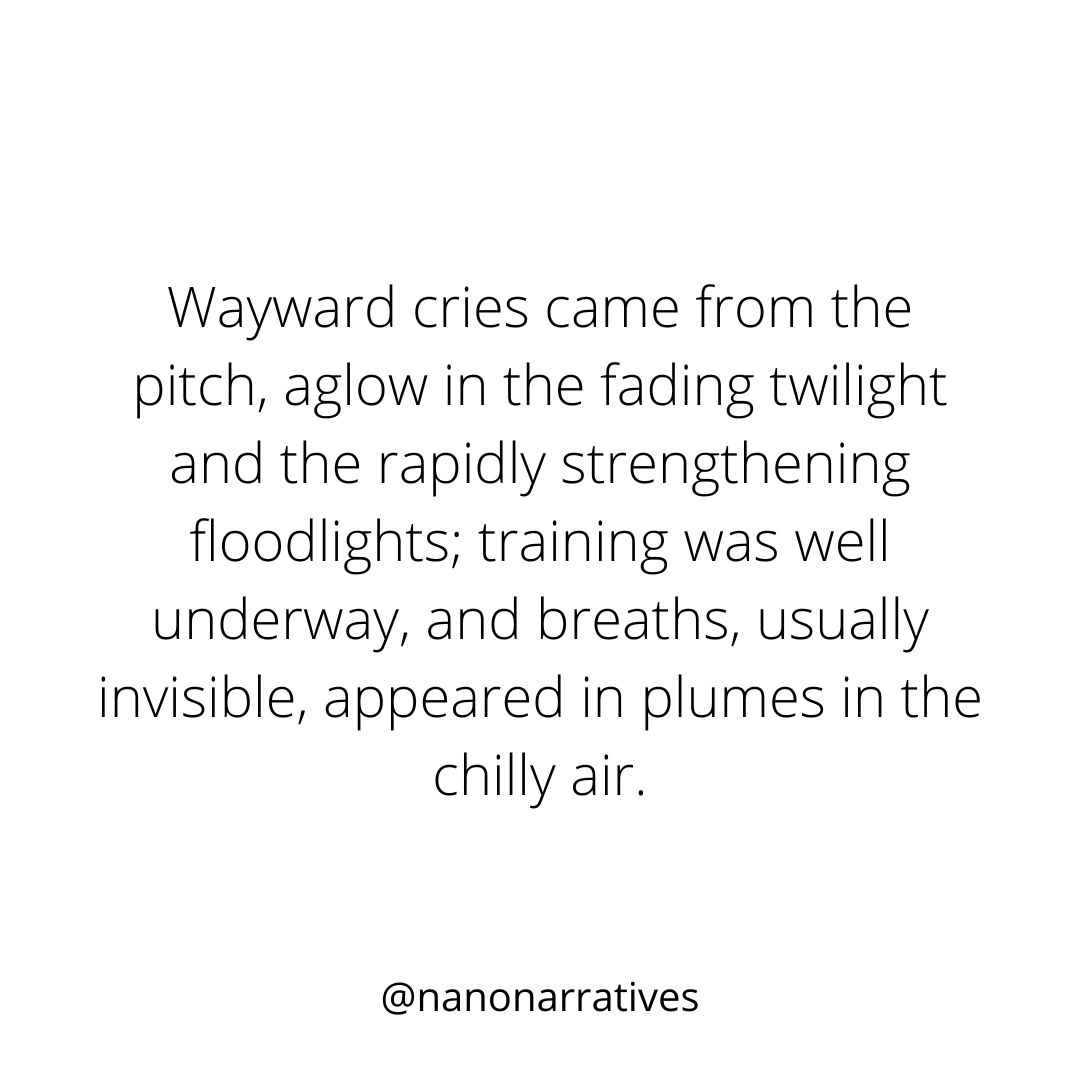 Wayward cries came from the
pitch, aglow in the fading twilight
and the rapidly strengthening
floodlights; training was well
underway, and breaths, usually
invisible, appeared in plumes in the
chilly air.
@nanonarratives